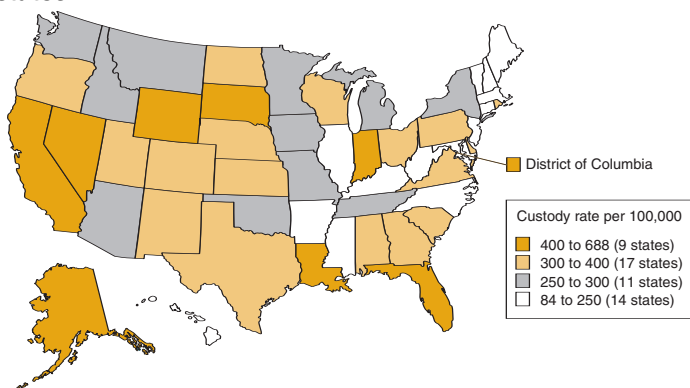 District of Columbia
Custody rate per 100,000
400 to 688 (9 states)
300 to 400 (17 states)
250 to 300 (11 states)
84 to 250 (14 states)